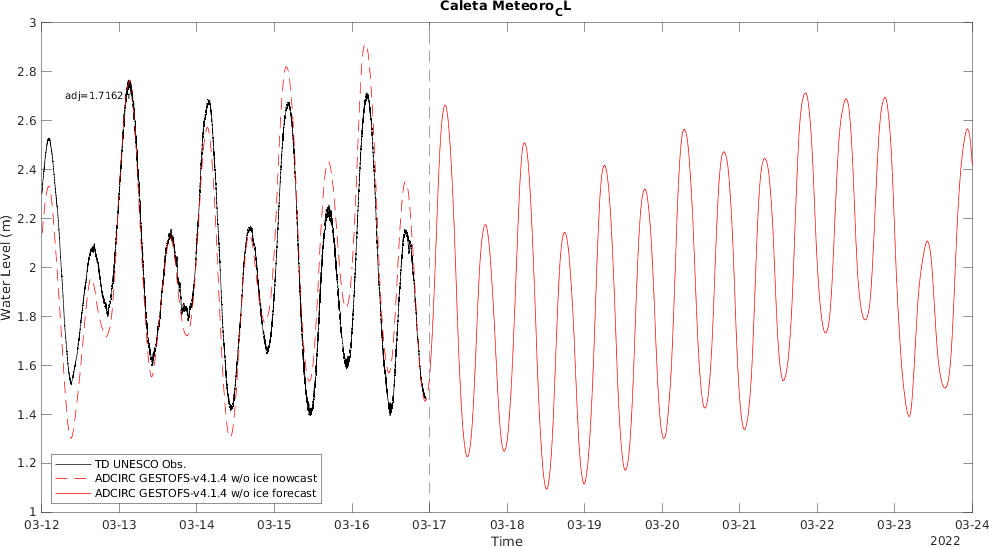 Caleta Meteoro_CL
3
2.8
adj=1.7162
2.6
2.4
2.2
2
1.8
1.6
1.4
1.2
1
Water Level (m)
TD UNESCO Obs.
ADCIRC GESTOFS-v4.1.4 w/o ice nowcast
ADCIRC GESTOFS-v4.1.4 w/o ice forecast
03-12 03-13 03-14 03-15 03-16 03-17 03-18 03-19 03-20 03-21 03-22 03-23 03-24
Time
2022